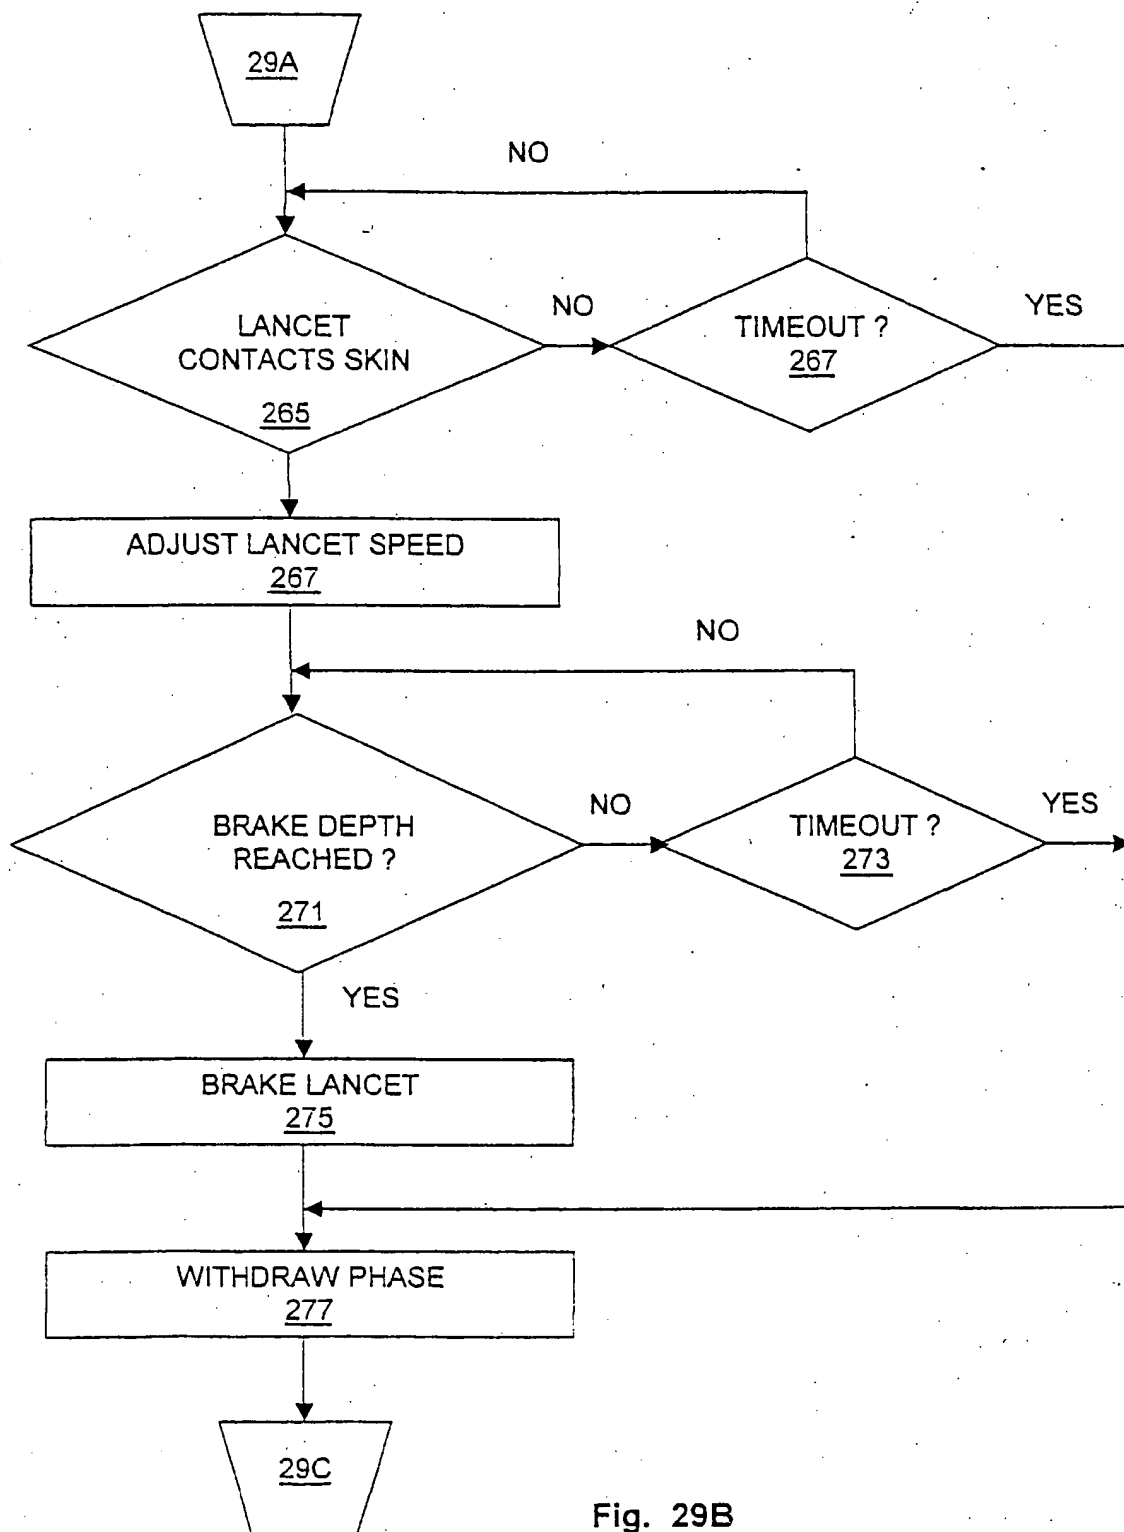 29A
NO
LANCET
CONTACTS SKIN
265
NO
TIMEOUT ?
267
YES
ADJUST LANCET SPEED
267
NO
BRAKE DEPTH
REACHED ?
271
NO
TIMEOUT ?
273
YES
YES
BRAKE LANCET
275
WITHDRAW PHASE
277
29C
Fig. 29B